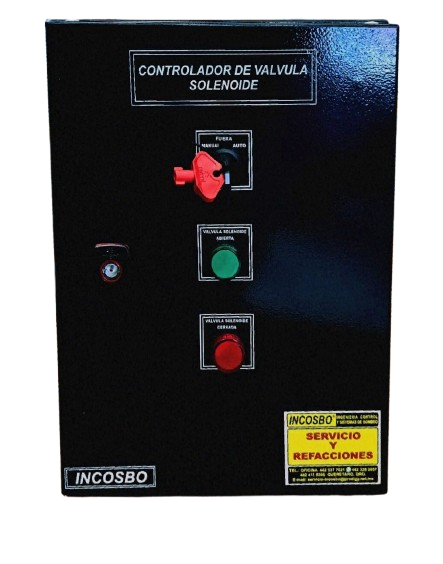 CONTROLADOR DE VALVULA
SOLENOIDE
FUERA
MANUAL AUTO
VALVULA SOLENOIDE
ABIERTA
VALVULA SOLENOIDE
CERRADA
INCOSBO
INGENIERIA CONTROL
Y SISTEMAS DE BOMBEO
SERVICIO
Y
REFACCIONES
INCOSBO